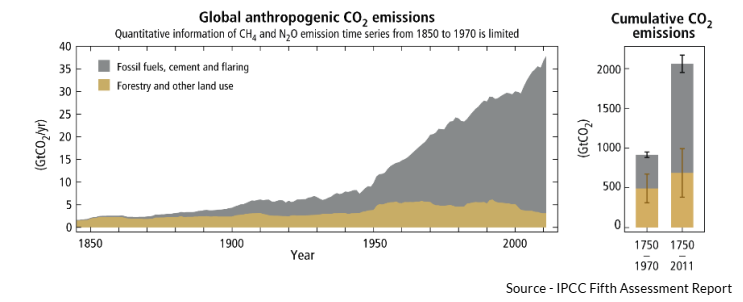 Global anthropogenic CO₂ emissions
Quantitative information of CH₄ and N₂O emission time series from 1850 to 1970 is limited
40
35
30
25
20
15
10
5
0
(GtCO₂/yr)
Fossil fuels, cement and flaring
Forestry and other land use
1850
1900
1950
2000
Year
Cumulative CO₂
emissions
2000
1500
1000
500
0
(GtCO₂)
1750
–
1970
1750
–
2011
Source - IPCC Fifth Assessment Report